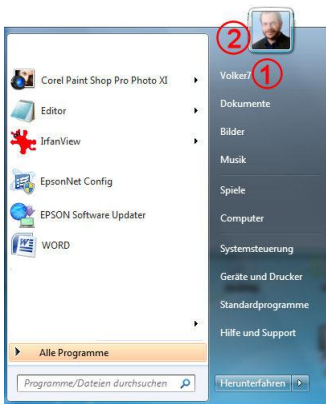 2
Volker7 1
Corel Paint Shop Pro Photo XI
Editor
IrfanView
EpsonNet Config
EPSON Software Updater
WORD
Alle Programme
Programme/Dateien durchsuchen
Dokumente
Bilder
Musik
Spiele
Computer
Systemsteuerung
Geräte und Drucker
Standardprogramme
Hilfe und Support
Herunterfahren